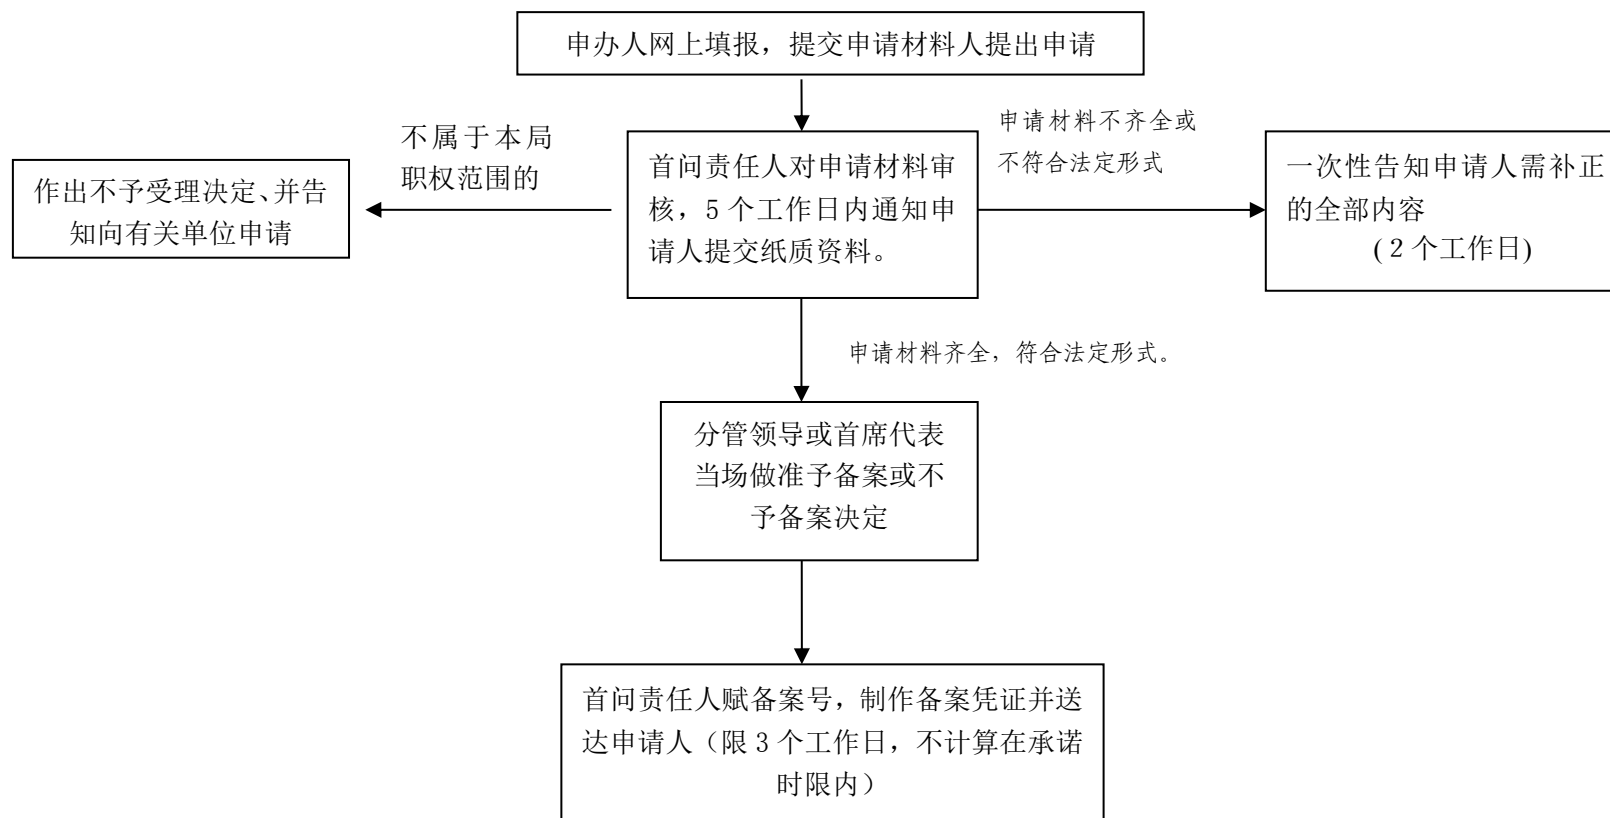 申办人网上填报，提交申请材料人提出申请
不属于本局
职权范围的
申请材料不齐全或
不符合法定形式
作出不予受理决定、并告
知向有关单位申请
首问责任人对申请材料审
核，5 个工作日内通知申
请人提交纸质资料。
一次性告知申请人需补正
的全部内容
(２个工作日)
申请材料齐全，符合法定形式。
分管领导或首席代表
当场做准予备案或不
予备案决定
首问责任人赋备案号，制作备案凭证并送
达申请人（限 3 个工作日，不计算在承诺
时限内）